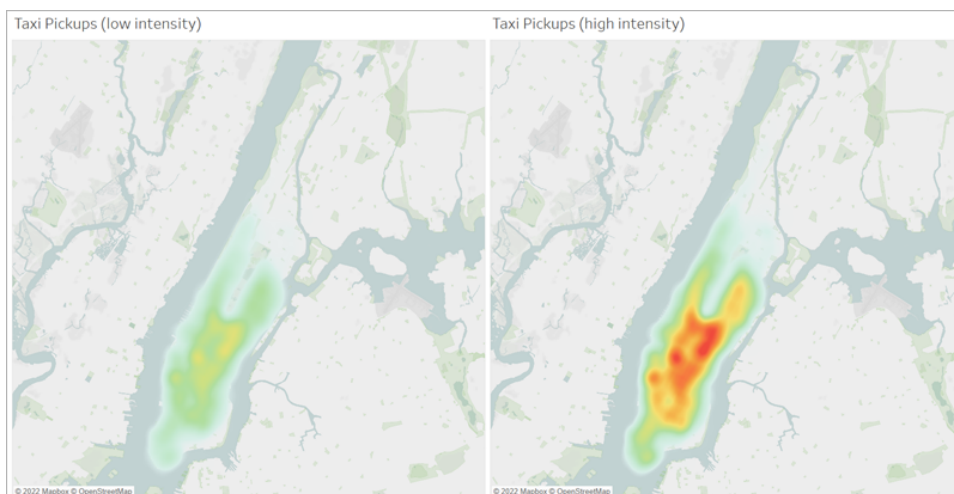 Taxi Pickups (low intensity)
Taxi Pickups (high intensity)
© 2022 Mapbox © OpenStreetMap
© 2022 Mapbox © OpenStreetMap